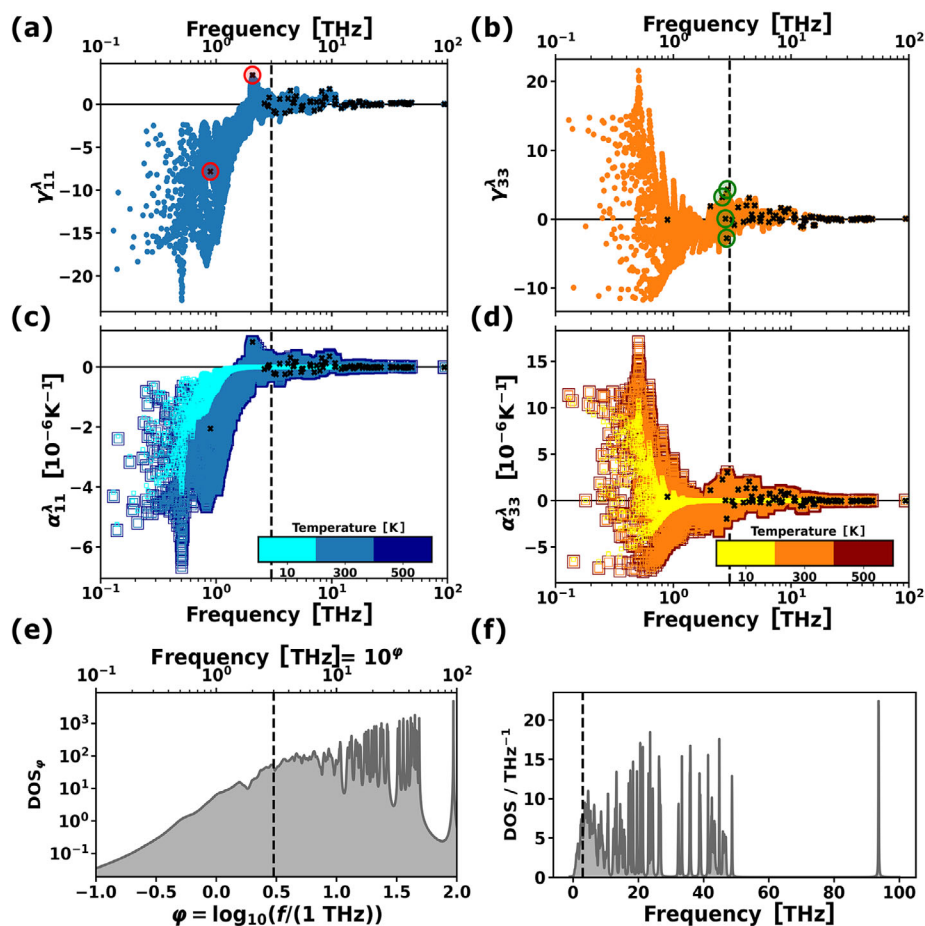 (a)
Frequency [THz]
10⁻¹ 10⁰ 10¹ 10²
γ₁₁^λ
0
−5
−10
−15
−20
(b)
Frequency [THz]
10⁻¹ 10⁰ 10¹ 10²
γ₃₃^λ
20
10
0
−10
(c)
α₁₁^λ [10⁻⁶K⁻¹]
0
−2
−4
−6
Temperature [K]
10 300 500
10⁻¹ 10⁰ 10¹ 10²
Frequency [THz]
(d)
α₃₃^λ [10⁻⁶K⁻¹]
15
10
5
0
−5
Temperature [K]
10 300 500
10⁻¹ 10⁰ 10¹ 10²
Frequency [THz]
(e)
Frequency [THz] = 10^φ
10⁻¹ 10⁰ 10¹ 10²
DOS_φ
10³
10²
10¹
10⁰
10⁻¹
−1.0 −0.5 0.0 0.5 1.0 1.5 2.0
φ = log₁₀(f/(1 THz))
(f)
DOS / THz⁻¹
20
15
10
5
0
0 20 40 60 80 100
Frequency [THz]